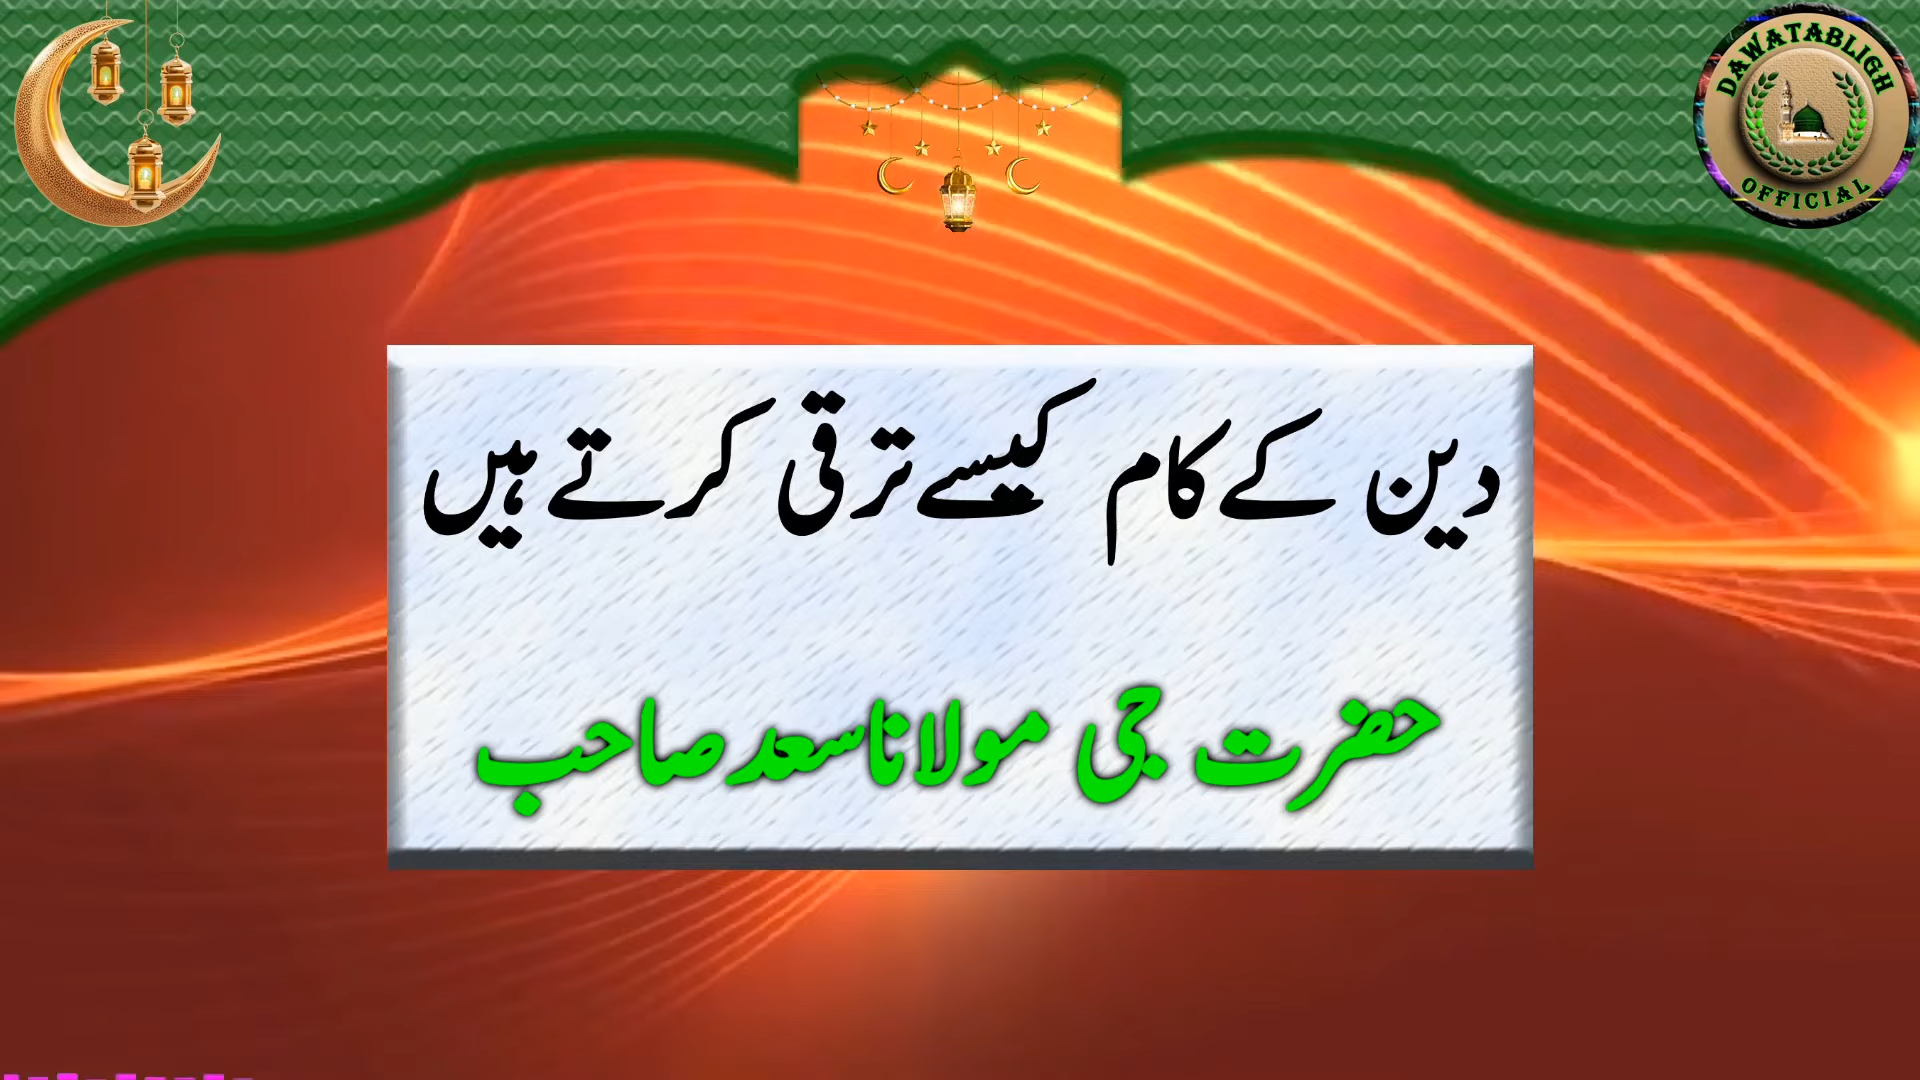 DAWATABLIGH
OFFICIAL
دین کے کام کیسے ترقی کرتے ہیں
حضرت جی مولانا سعد صاحب